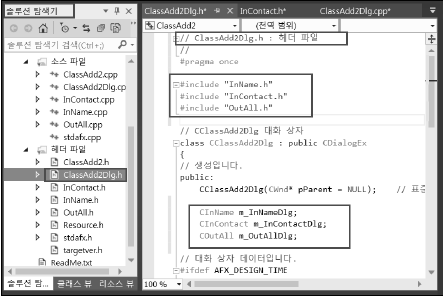 솔루션 탐색기
솔루션 탐색기 검색(Ctrl+;)
소스 파일
ClassAdd2.cpp
ClassAdd2Dlg.cp
InContact.cpp
InName.cpp
OutAll.cpp
stdafx.cpp
헤더 파일
ClassAdd2.h
ClassAdd2Dlg.h
InContact.h
InName.h
OutAll.h
Resource.h
stdafx.h
targetver.h
ReadMe.txt
솔루션 탐... 클래스 뷰 리소스 뷰
ClassAdd2Dlg.h* InContact.h* ClassAdd2Dlg.cpp*
ClassAdd2 (전역 범위)
// ClassAdd2Dlg.h : 헤더 파일
//
#pragma once
#include "InName.h"
#include "InContact.h"
#include "OutAll.h"
// CClassAdd2Dlg 대화 상자
class CClassAdd2Dlg : public CDialogEx
{
// 생성입니다.
public:
CClassAdd2Dlg(CWnd* pParent = NULL); // 표준
CInName m_InNameDlg;
CInContact m_InContactDlg;
COutAll m_OutAllDlg;
// 대화 상자 데이터입니다.
#ifdef AFX_DESIGN_TIME
100 %